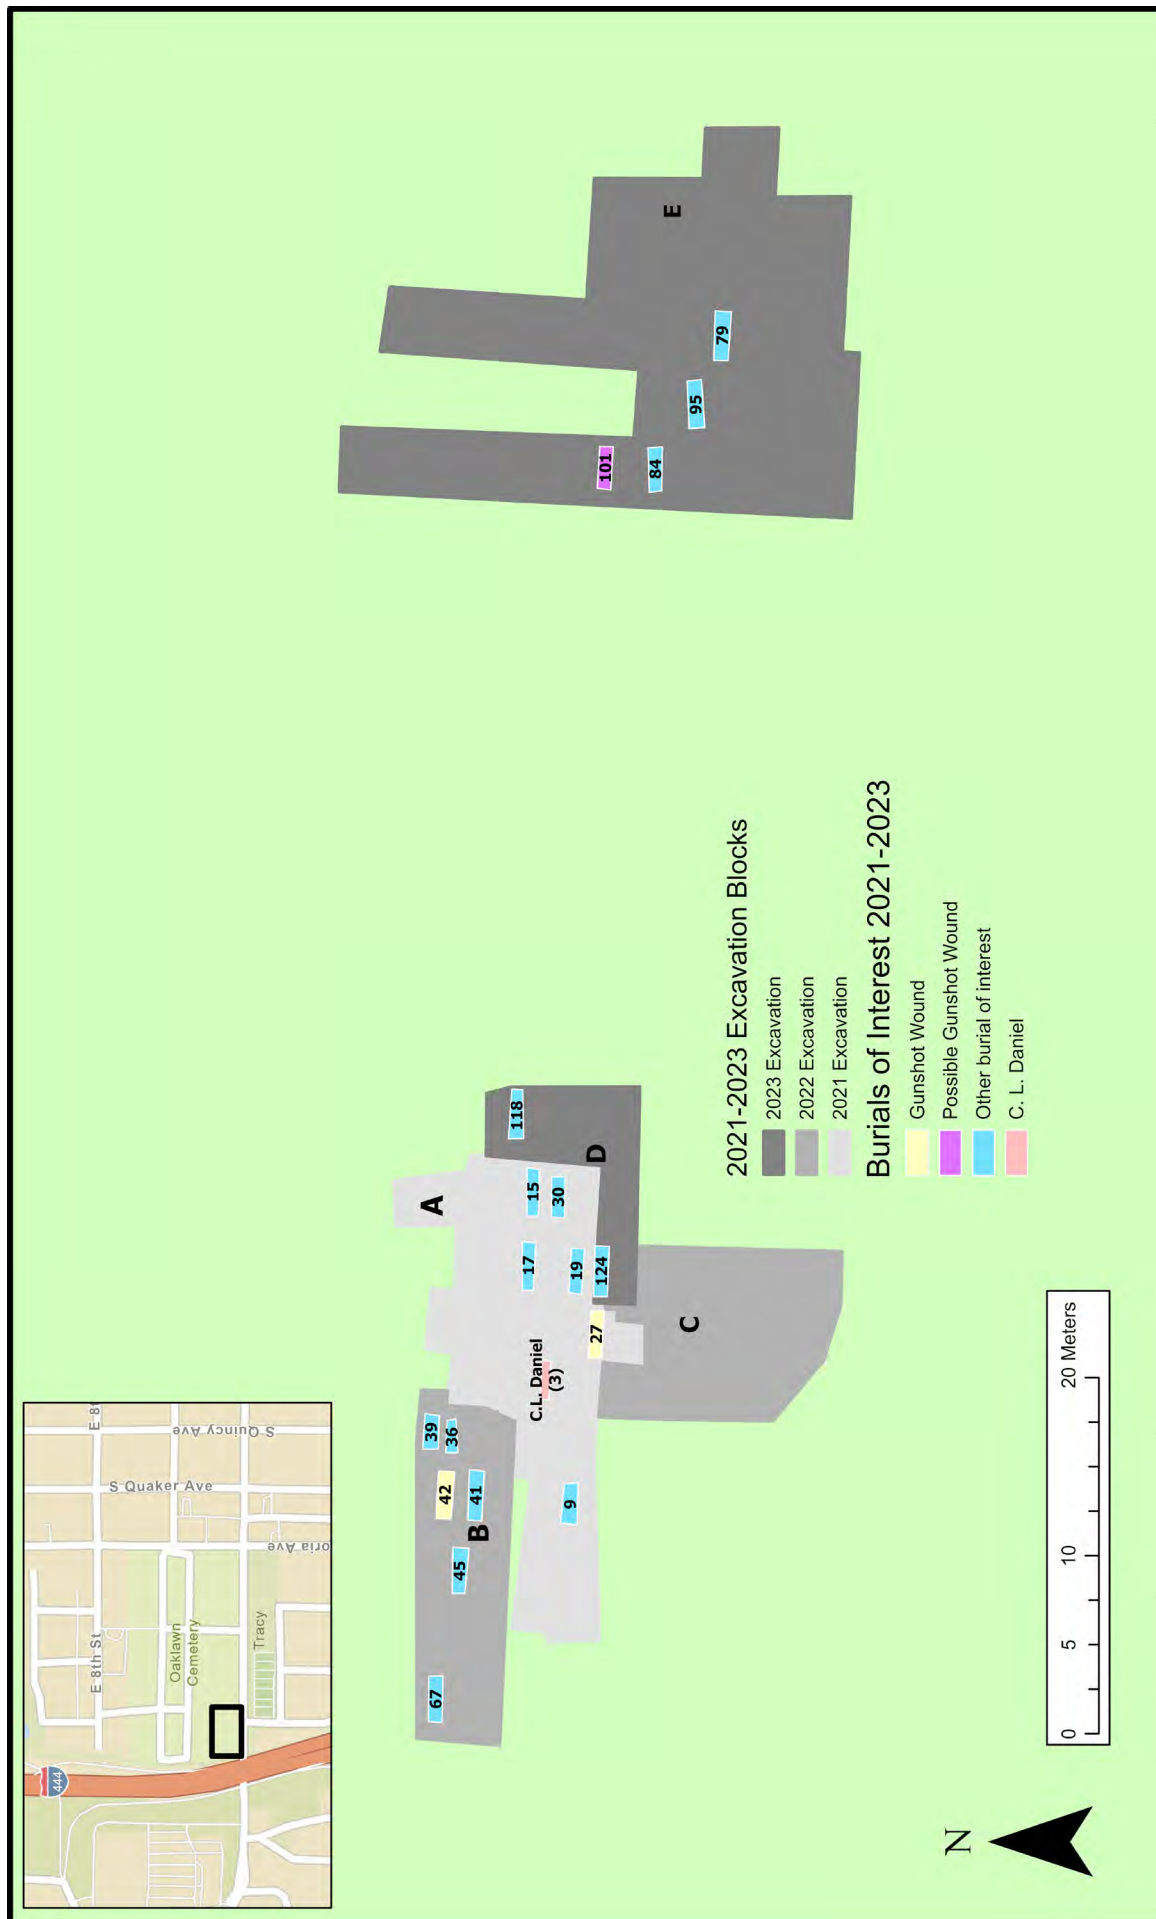 E 8th St
E 8t
S Quincy Ave
S Quaker Ave
oria Ave
Oaklawn
Cemetery
Tracy
444
A
B
C
D
E
67
45
42
41
39
36
9
C.L. Daniel
(3)
27
17
19
124
15
30
118
101
84
95
79
2021-2023 Excavation Blocks
2023 Excavation
2022 Excavation
2021 Excavation
Burials of Interest 2021-2023
Gunshot Wound
Possible Gunshot Wound
Other burial of interest
C. L. Daniel
N
0 5 10 20 Meters